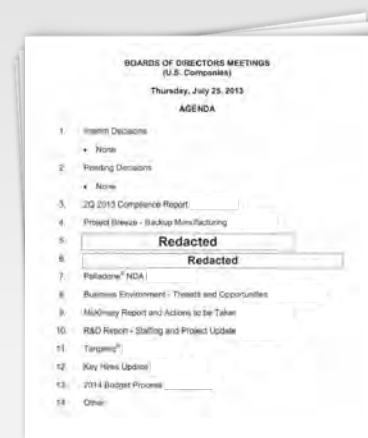 BOARDS OF DIRECTORS MEETINGS
(U.S. Companies)
Thursday, July 25, 2013
AGENDA
1. Interim Decisions
• None
2. Pending Decisions
• None
3. 2Q 2013 Compliance Report
4. Project Breeze - Backup Manufacturing
5. Redacted
6. Redacted
7. Palladone® NDA
8. Business Environment - Threats and Opportunities
9. McKinsey Report and Actions to be Taken
10. R&D Report - Staffing and Project Update
11. Targiniq®
12. Key Hires Update
13. 2014 Budget Process
14. Other